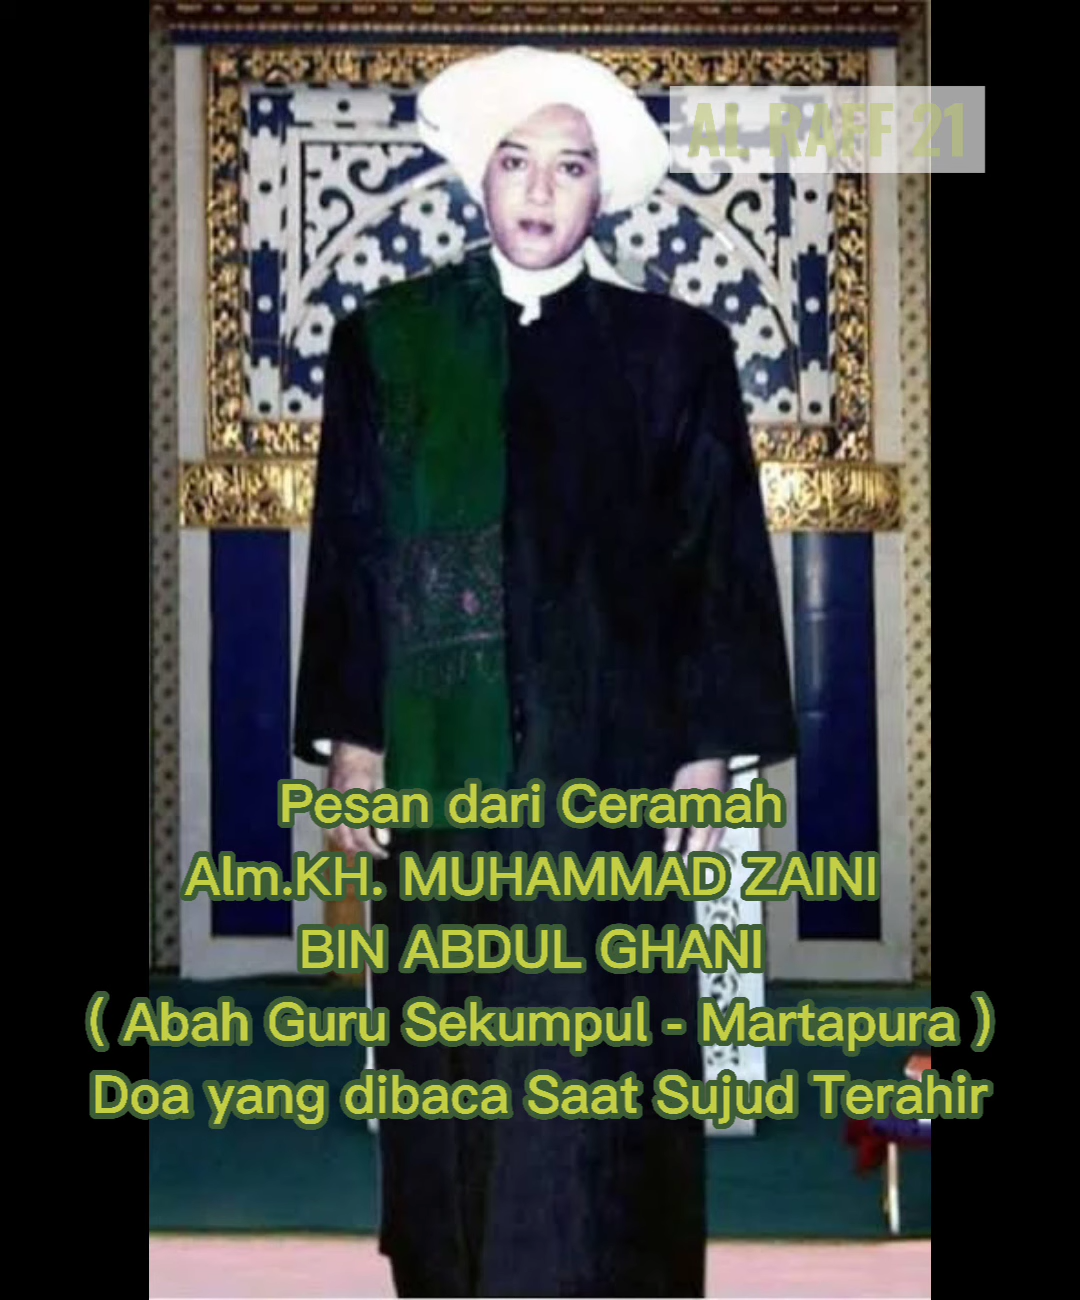 AL RAFF 21
Pesan dari Ceramah
Alm.KH. MUHAMMAD ZAINI
BIN ABDUL GHANI
( Abah Guru Sekumpul - Martapura )
Doa yang dibaca Saat Sujud Terahir